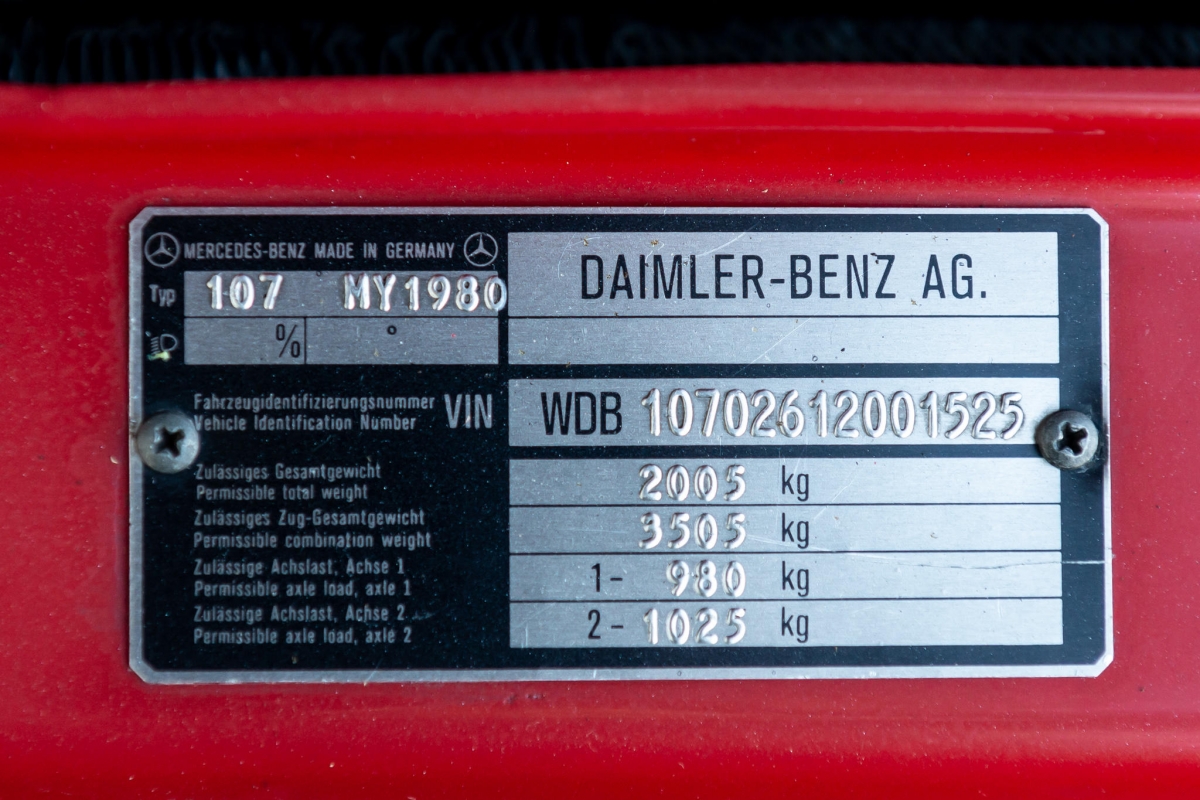 MERCEDES-BENZ MADE IN GERMANY
DAIMLER-BENZ AG.
Typ 107 MY1980
% °
Fahrzeugidentifizierungsnummer
Vehicle Identification Number
VIN WDB 10702612001525
Zulässiges Gesamtgewicht
Permissible total weight
2005 kg
Zulässiges Zug-Gesamtgewicht
Permissible combination weight
3505 kg
Zulässige Achslast, Achse 1
Permissible axle load, axle 1
1- 980 kg
Zulässige Achslast, Achse 2
Permissible axle load, axle 2
2- 1025 kg